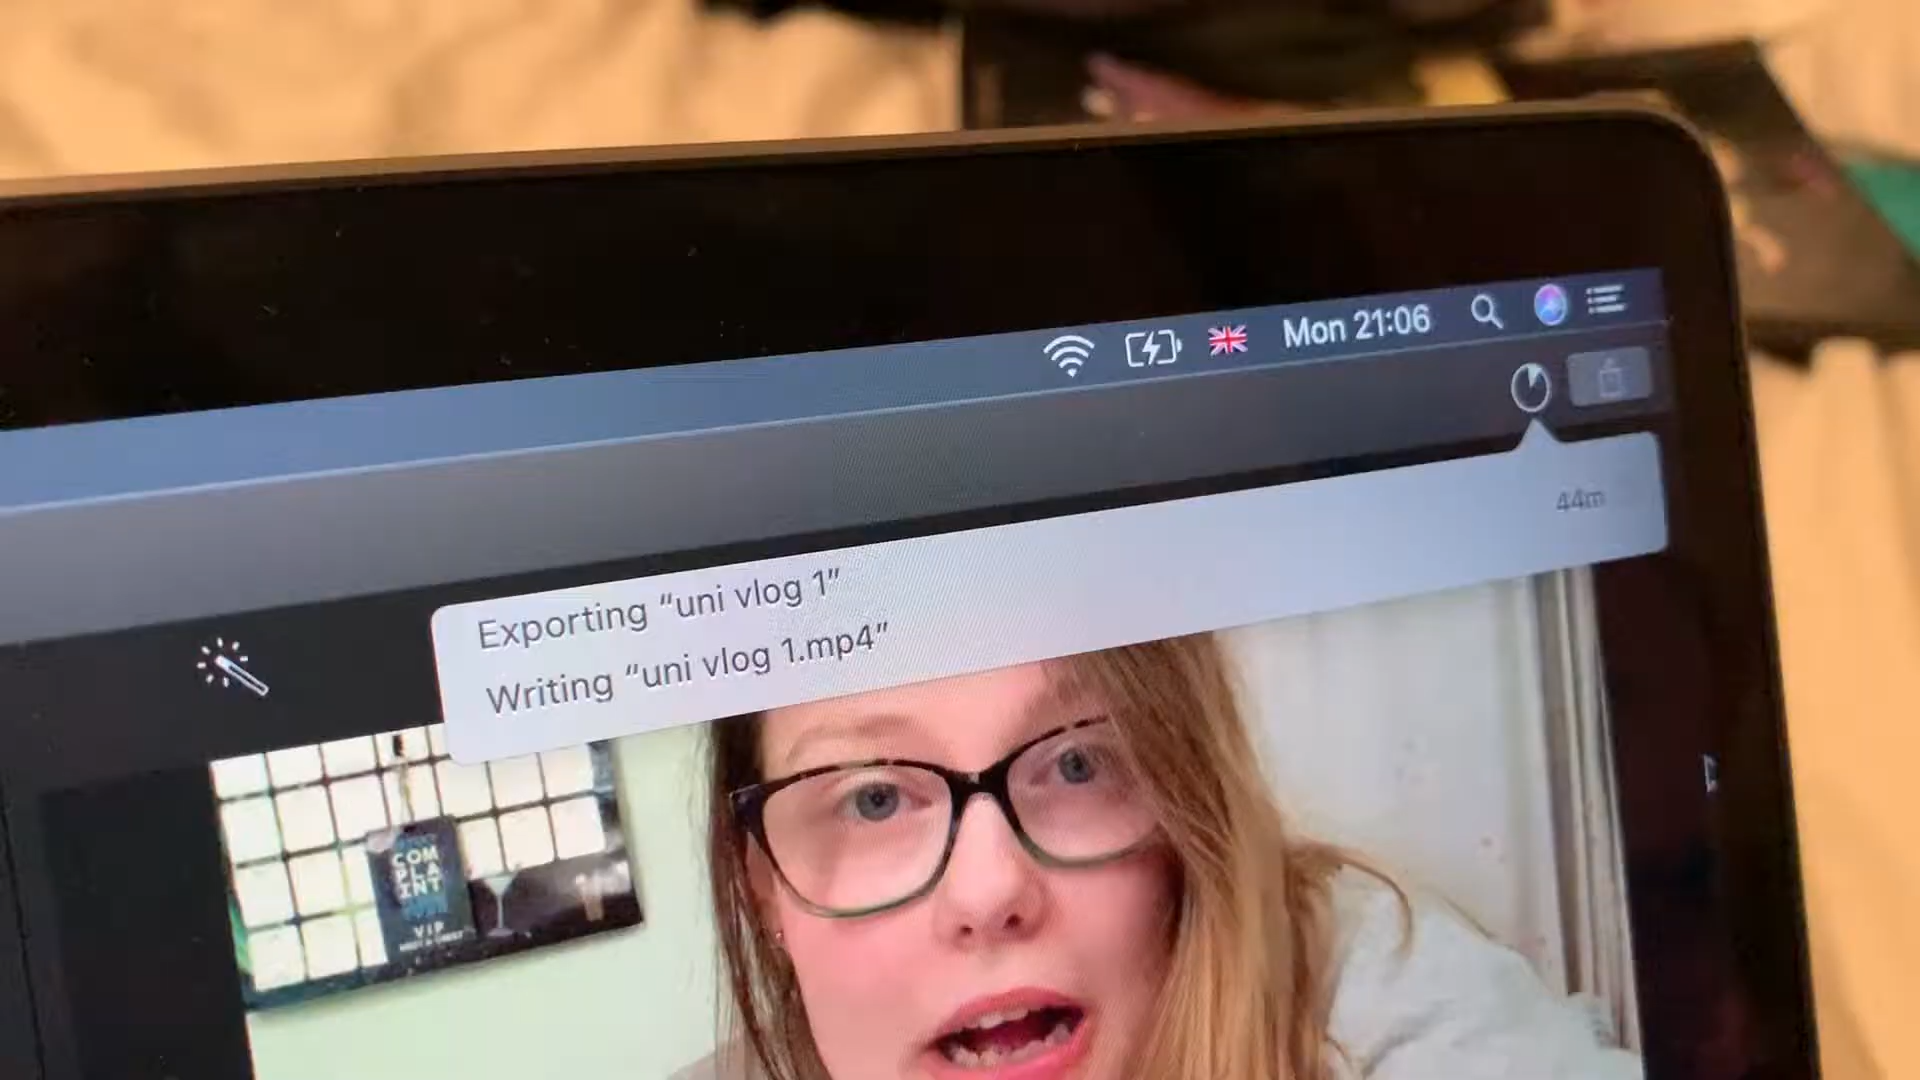 Mon 21:06
44m
Exporting “uni vlog 1”
Writing “uni vlog 1.mp4”
COM
PLA
INT
VIP